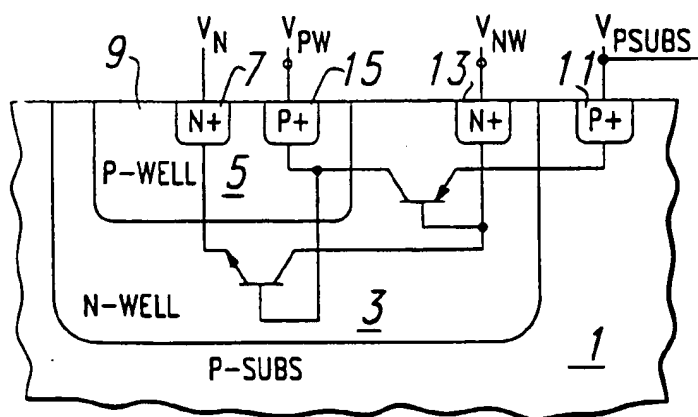 V_N V_PW V_NW V_PSUBS
9 7 15 13 11
N+ P+ N+ P+
P-WELL 5
N-WELL 3
P-SUBS 1